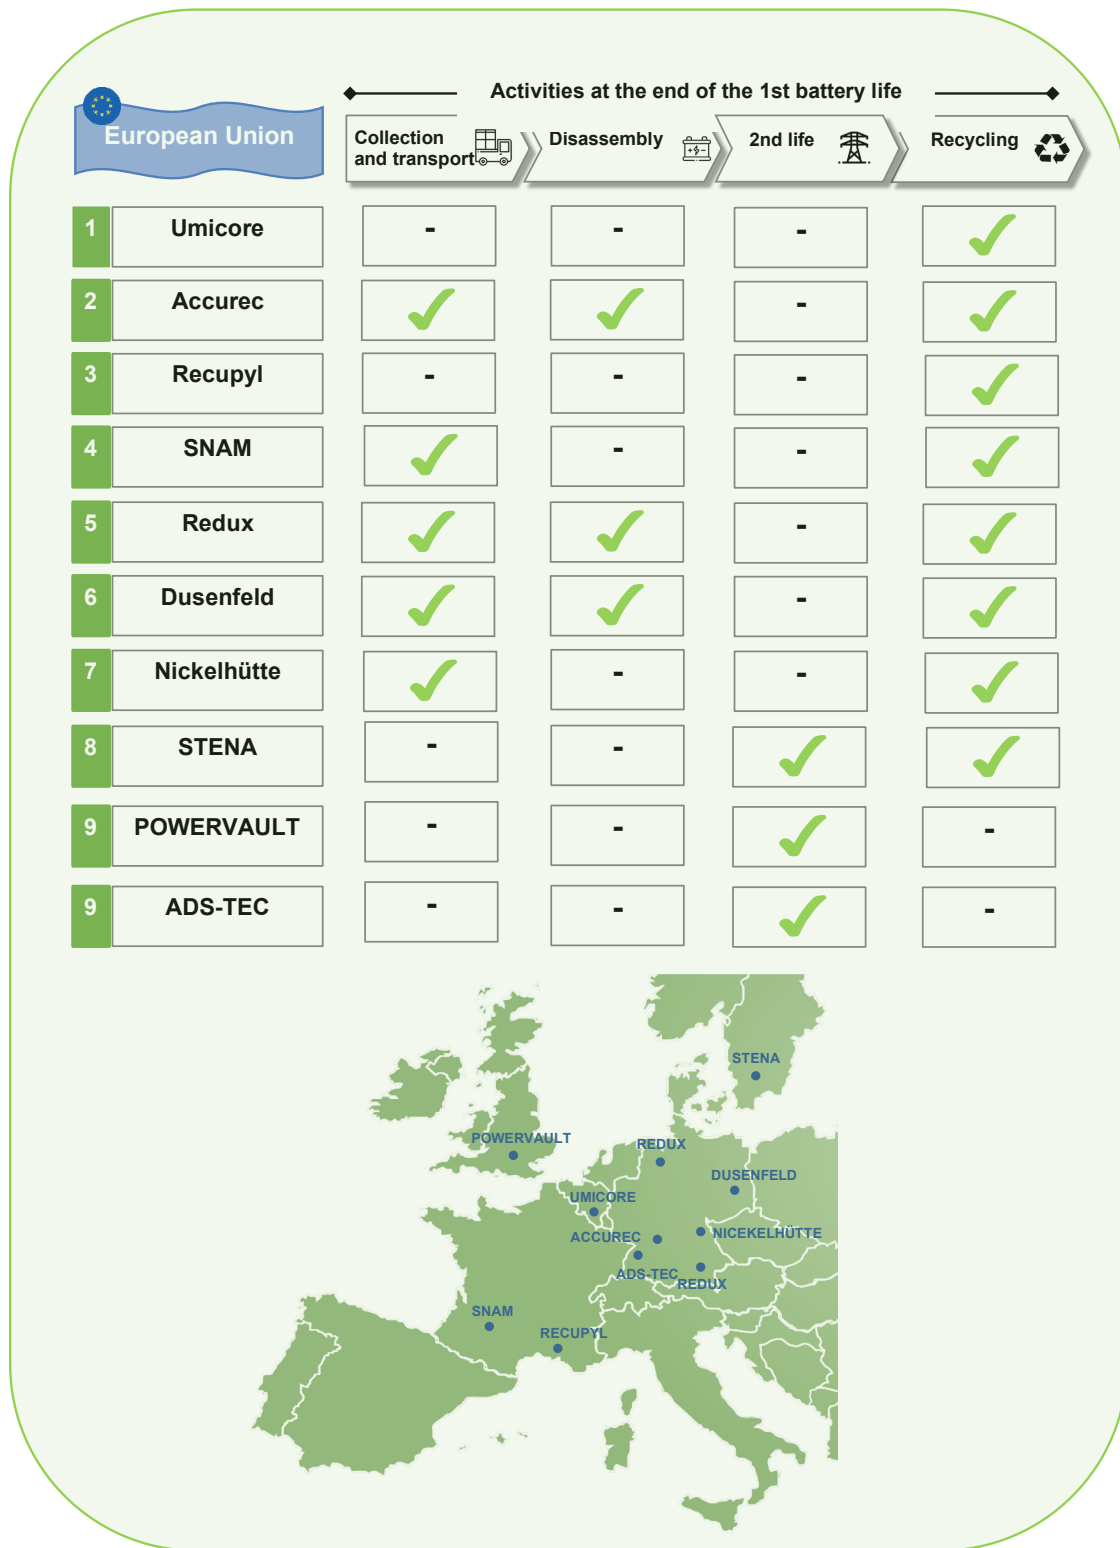 Activities at the end of the 1st battery life
European Union
Collection
and transport
Disassembly
2nd life
Recycling
1 Umicore - - -
2 Accurec -
3 Recupyl - - -
4 SNAM - -
5 Redux -
6 Dusenfeld -
7 Nickelhütte - -
8 STENA - -
9 POWERVAULT - - -
9 ADS-TEC - - -
STENA
POWERVAULT
REDUX
DUSENFELD
UMICORE
ACCUREC
NICEKELHÜTTE
ADS-TEC
REDUX
SNAM
RECUPYL